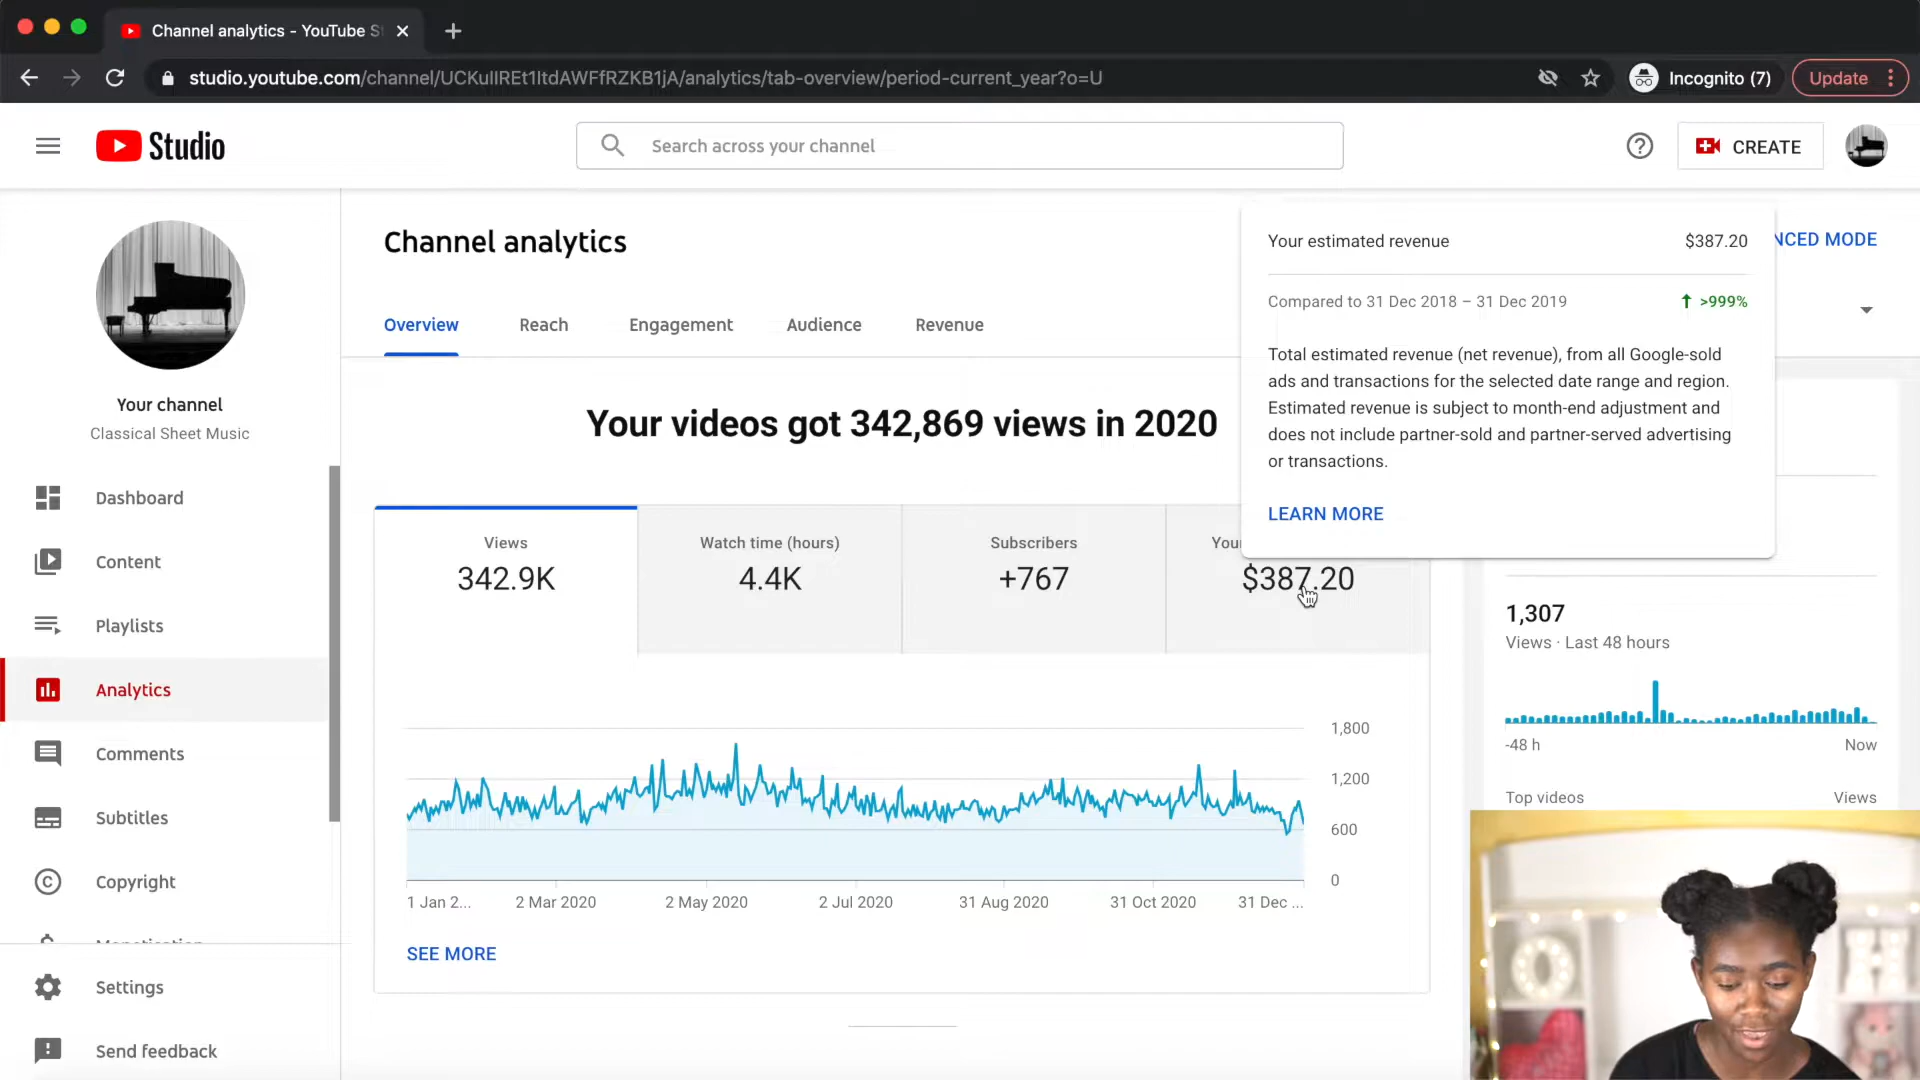 Channel analytics - YouTube St
studio.youtube.com/channel/UCKuIIREt1ItdAWFfRZKB1jA/analytics/tab-overview/period-current_year?o=U
Incognito (7)
Update
Studio
Search across your channel
CREATE
Your channel
Classical Sheet Music
Dashboard
Content
Playlists
Analytics
Comments
Subtitles
Copyright
Settings
Send feedback
Channel analytics
NCED MODE
Overview
Reach
Engagement
Audience
Revenue
Your estimated revenue
$387.20
Compared to 31 Dec 2018 – 31 Dec 2019
>999%
Total estimated revenue (net revenue), from all Google-sold
ads and transactions for the selected date range and region.
Estimated revenue is subject to month-end adjustment and
does not include partner-sold and partner-served advertising
or transactions.
LEARN MORE
Your videos got 342,869 views in 2020
Views
342.9K
Watch time (hours)
4.4K
Subscribers
+767
You
$387.20
1,800
1,200
600
0
1 Jan 2...
2 Mar 2020
2 May 2020
2 Jul 2020
31 Aug 2020
31 Oct 2020
31 Dec ...
SEE MORE
1,307
Views · Last 48 hours
-48 h
Now
Top videos
Views